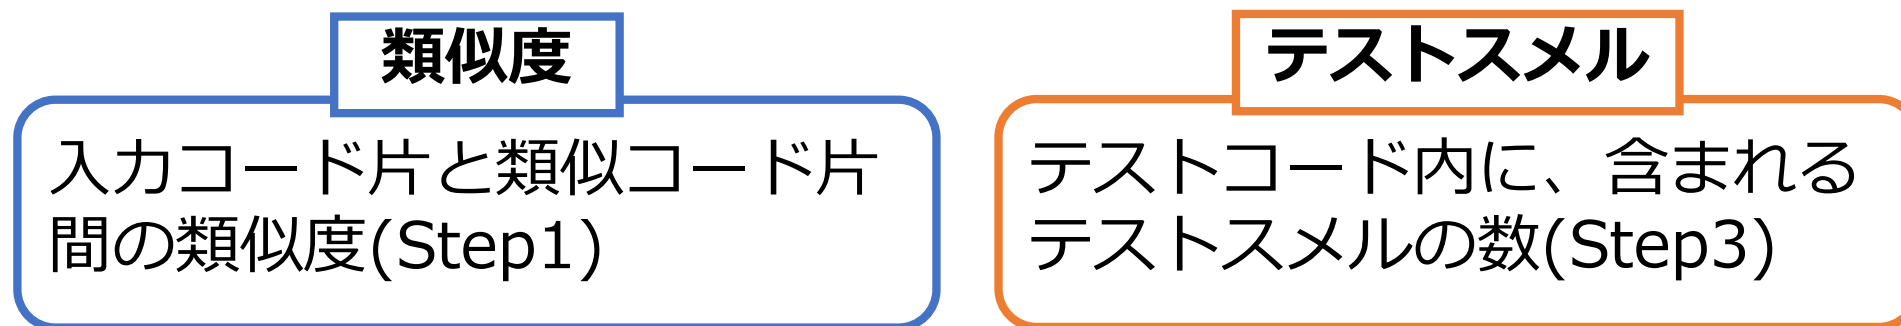 類似度
入力コード片と類似コード片
間の類似度(Step1)
テストスメル
テストコード内に、含まれる
テストスメルの数(Step3)